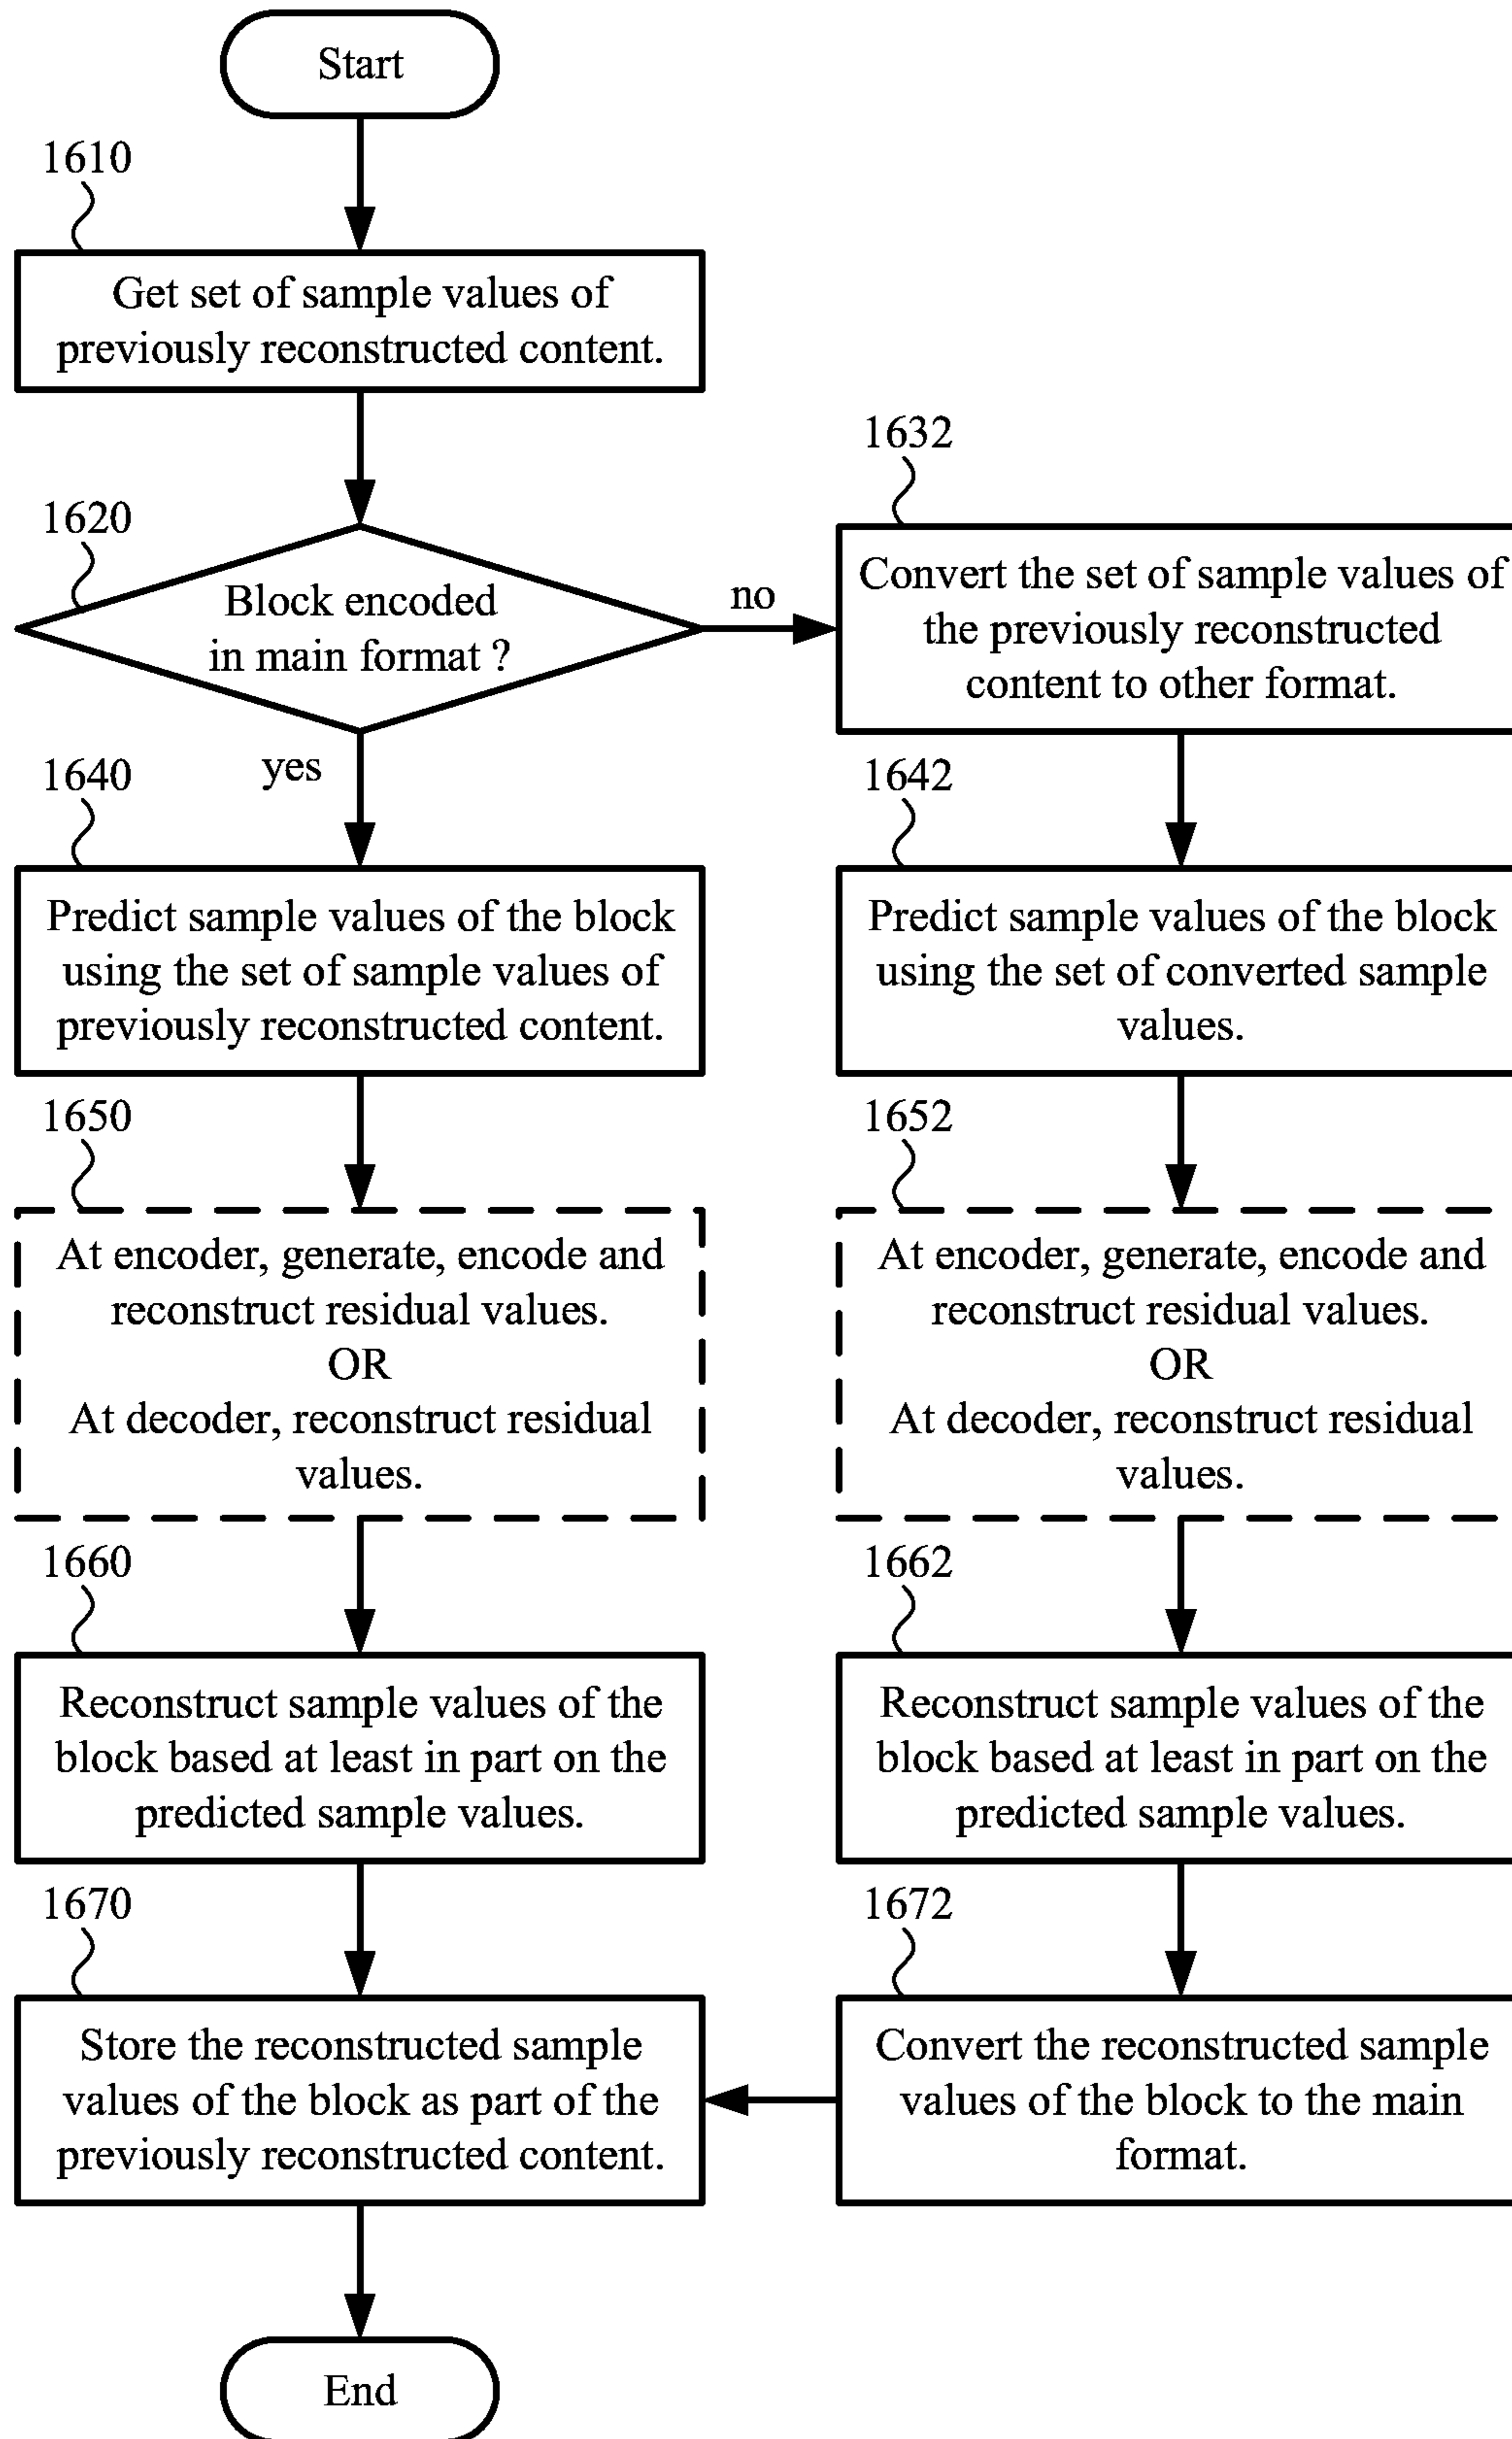 Start
1610
Get set of sample values of
previously reconstructed content.
1620
Block encoded
in main format ?
no
1632
Convert the set of sample values of
the previously reconstructed
content to other format.
yes
1640
Predict sample values of the block
using the set of sample values of
previously reconstructed content.
1642
Predict sample values of the block
using the set of converted sample
values.
1650
At encoder, generate, encode and
reconstruct residual values.
OR
At decoder, reconstruct residual
values.
1652
At encoder, generate, encode and
reconstruct residual values.
OR
At decoder, reconstruct residual
values.
1660
Reconstruct sample values of the
block based at least in part on the
predicted sample values.
1662
Reconstruct sample values of the
block based at least in part on the
predicted sample values.
1670
Store the reconstructed sample
values of the block as part of the
previously reconstructed content.
1672
Convert the reconstructed sample
values of the block to the main
format.
End